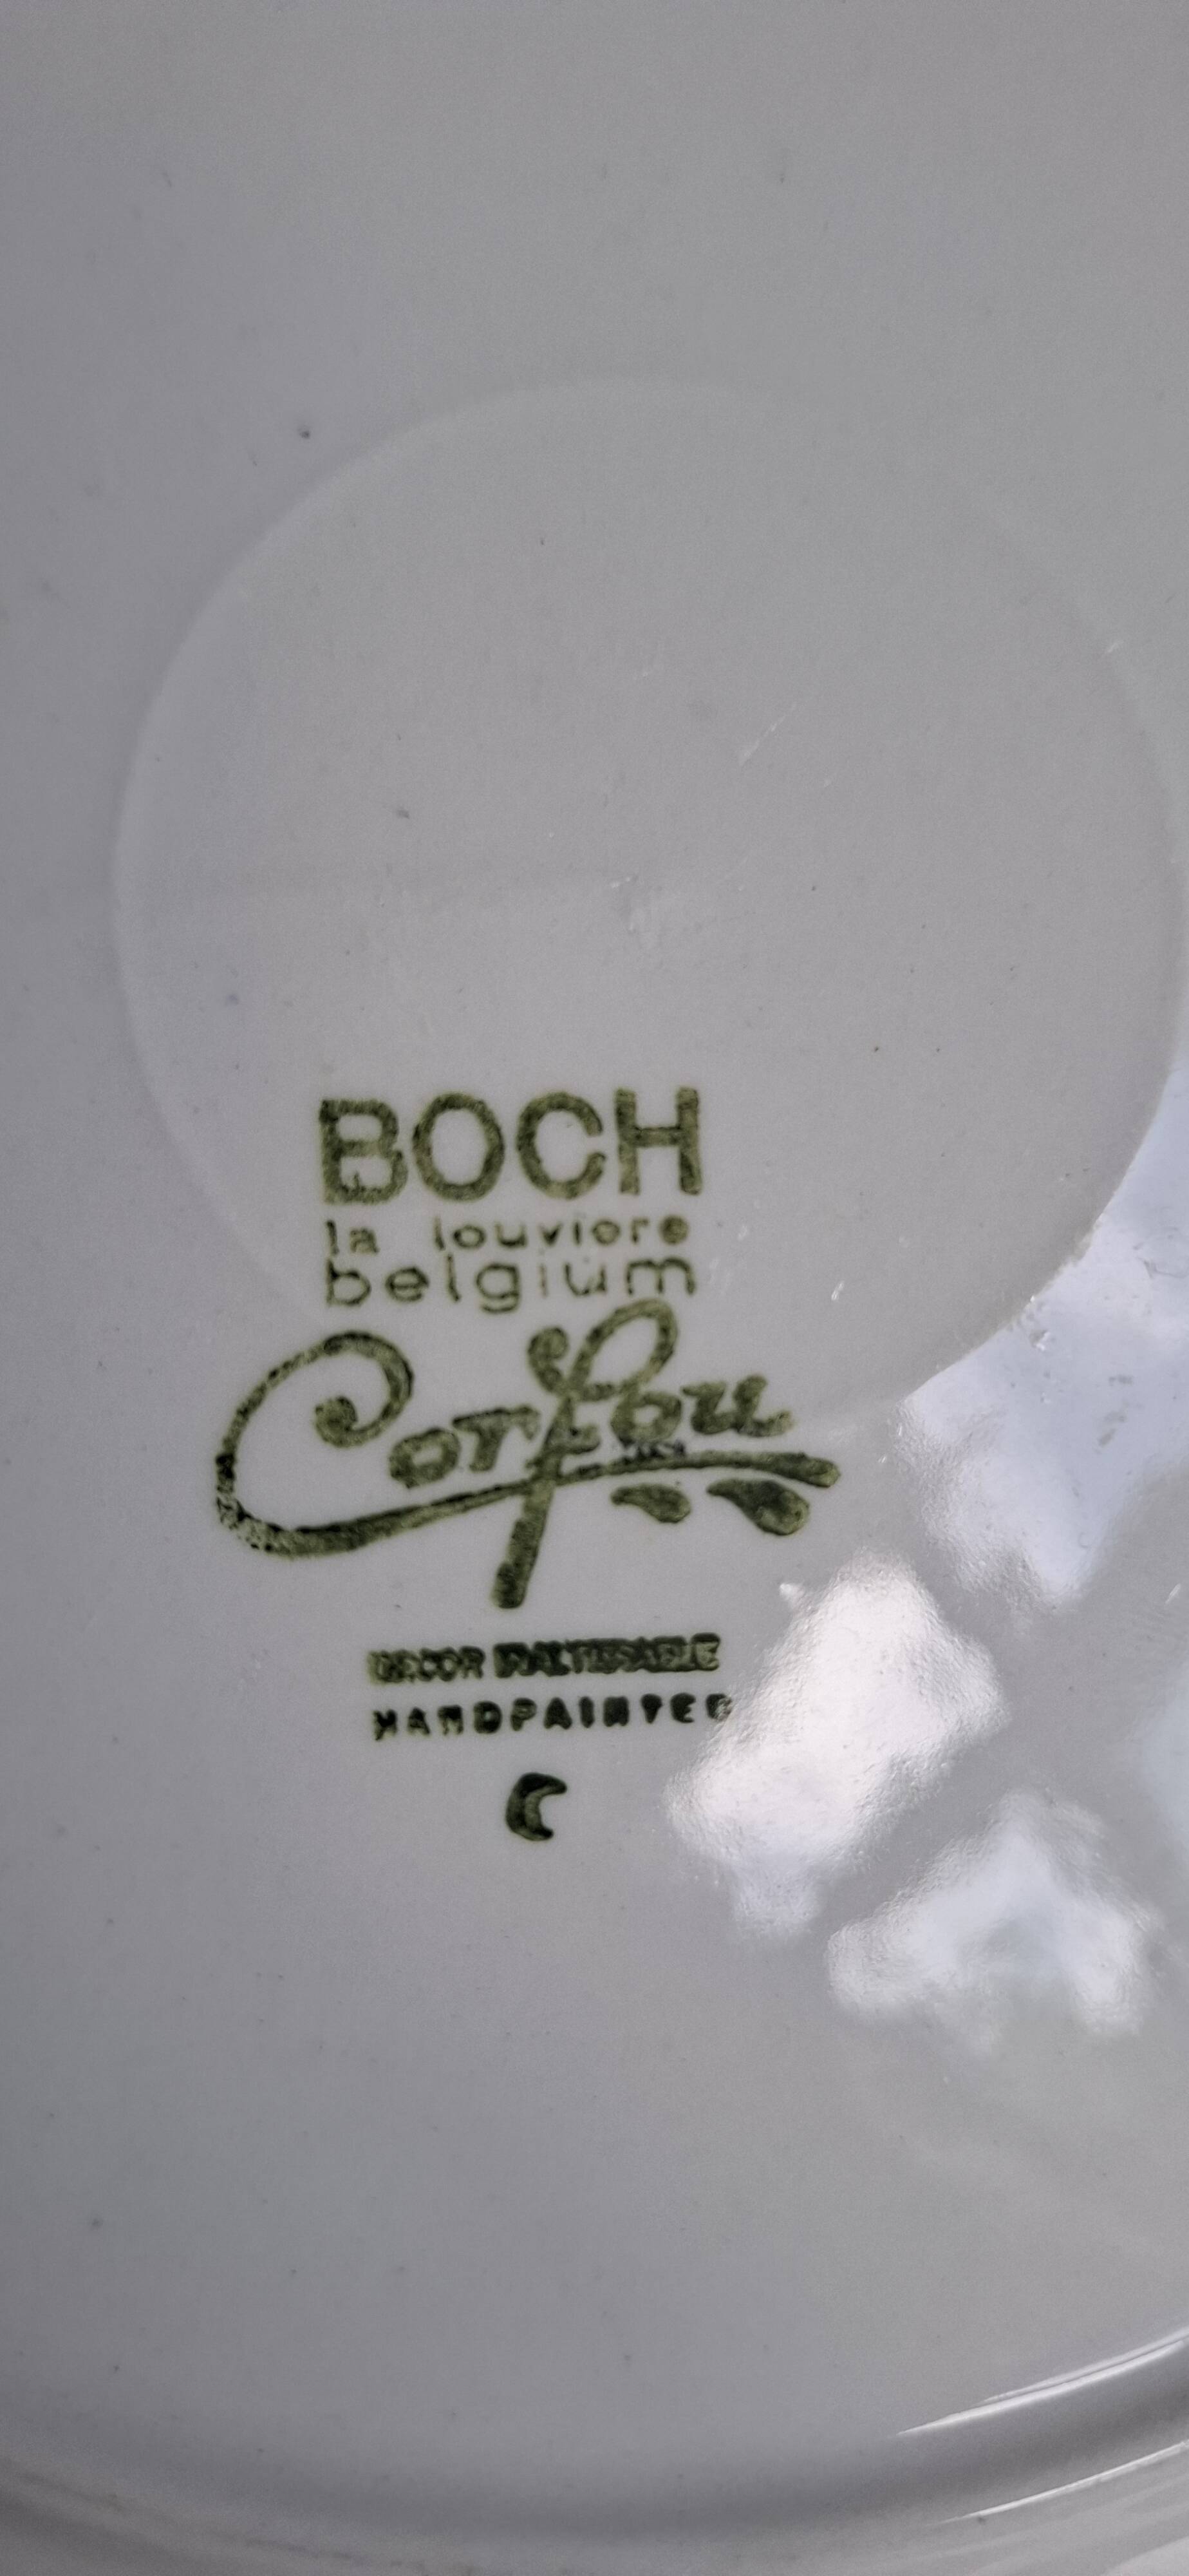 BOCH
la louviere
belgium
Corfou
DECOR INALTERABLE
HANDPAINTED